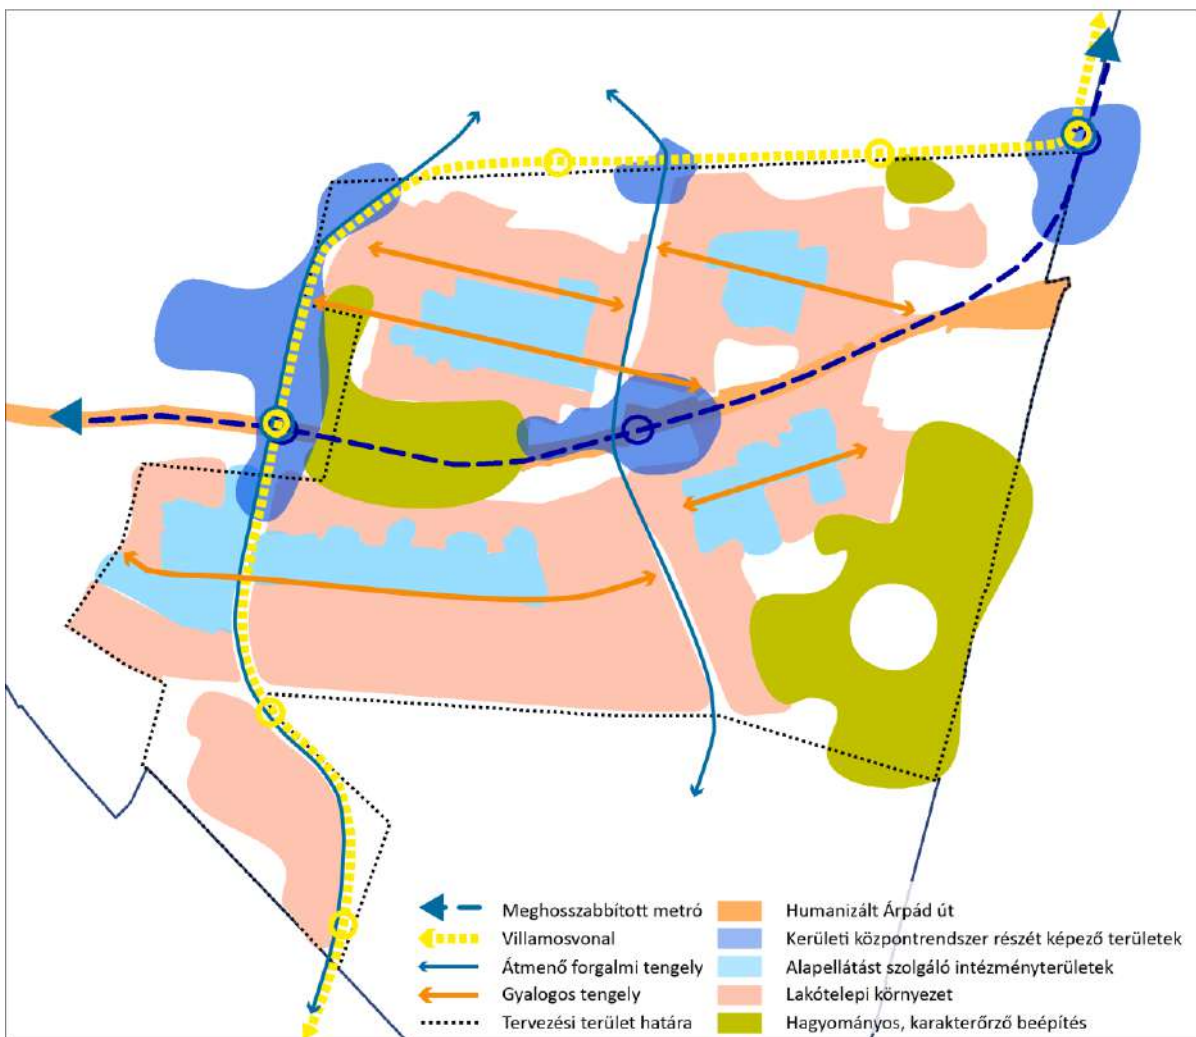 Meghosszabbított metró
Villamosvonal
Átmenő forgalmi tengely
Gyalogos tengely
Tervezési terület határa
Humanizált Árpád út
Kerületi központrendszer részét képező területek
Alapellátást szolgáló intézményterületek
Lakótelepi környezet
Hagyományos, karakterőrző beépítés